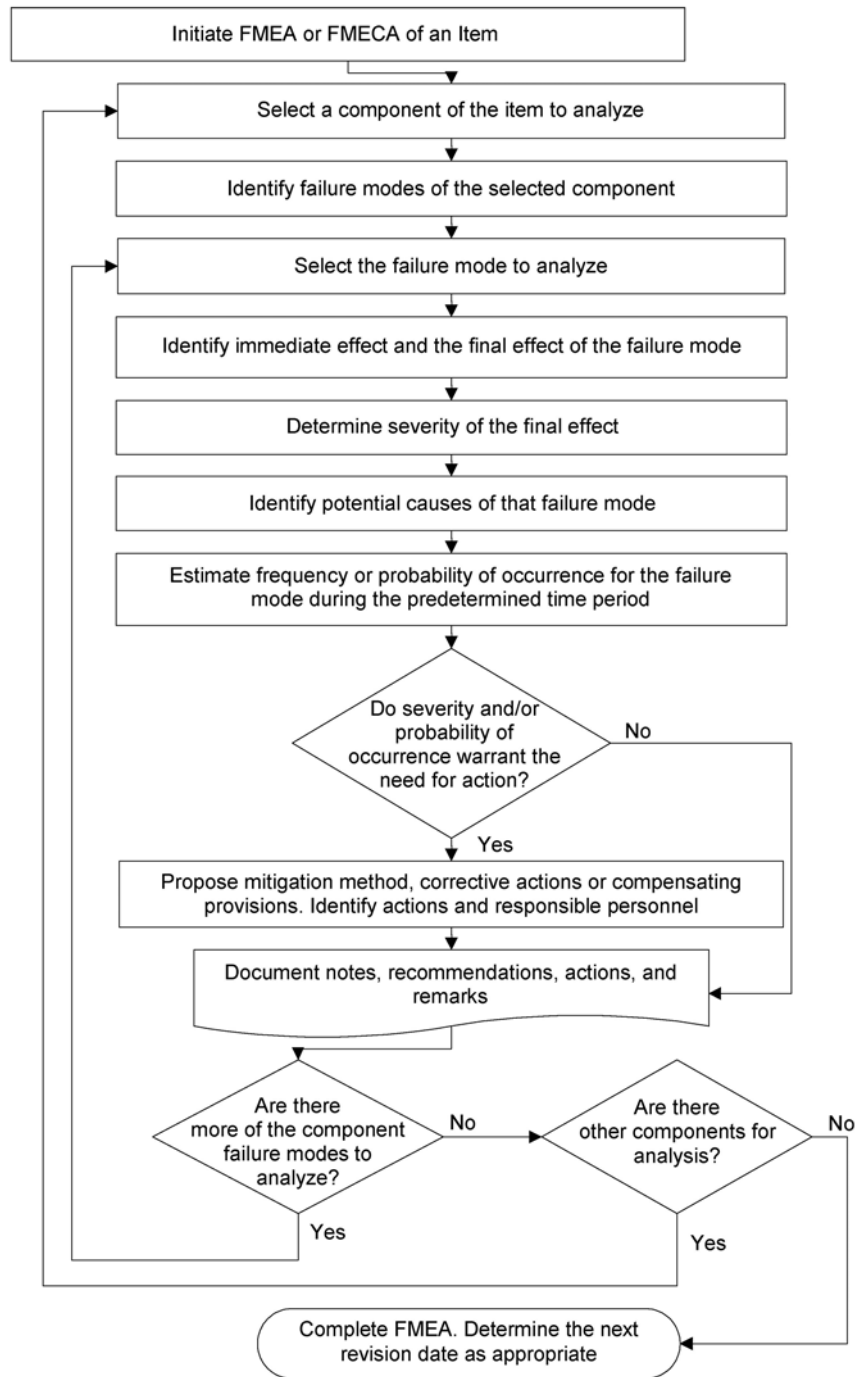 Initiate FMEA or FMECA of an Item
Select a component of the item to analyze
Identify failure modes of the selected component
Select the failure mode to analyze
Identify immediate effect and the final effect of the failure mode
Determine severity of the final effect
Identify potential causes of that failure mode
Estimate frequency or probability of occurrence for the failure
mode during the predetermined time period
Do severity and/or
probability of
occurrence warrant the
need for action?
No
Yes
Propose mitigation method, corrective actions or compensating
provisions. Identify actions and responsible personnel
Document notes, recommendations, actions, and
remarks
Are there
more of the component
failure modes to
analyze?
No
Yes
Are there
other components for
analysis?
No
Yes
Complete FMEA. Determine the next
revision date as appropriate